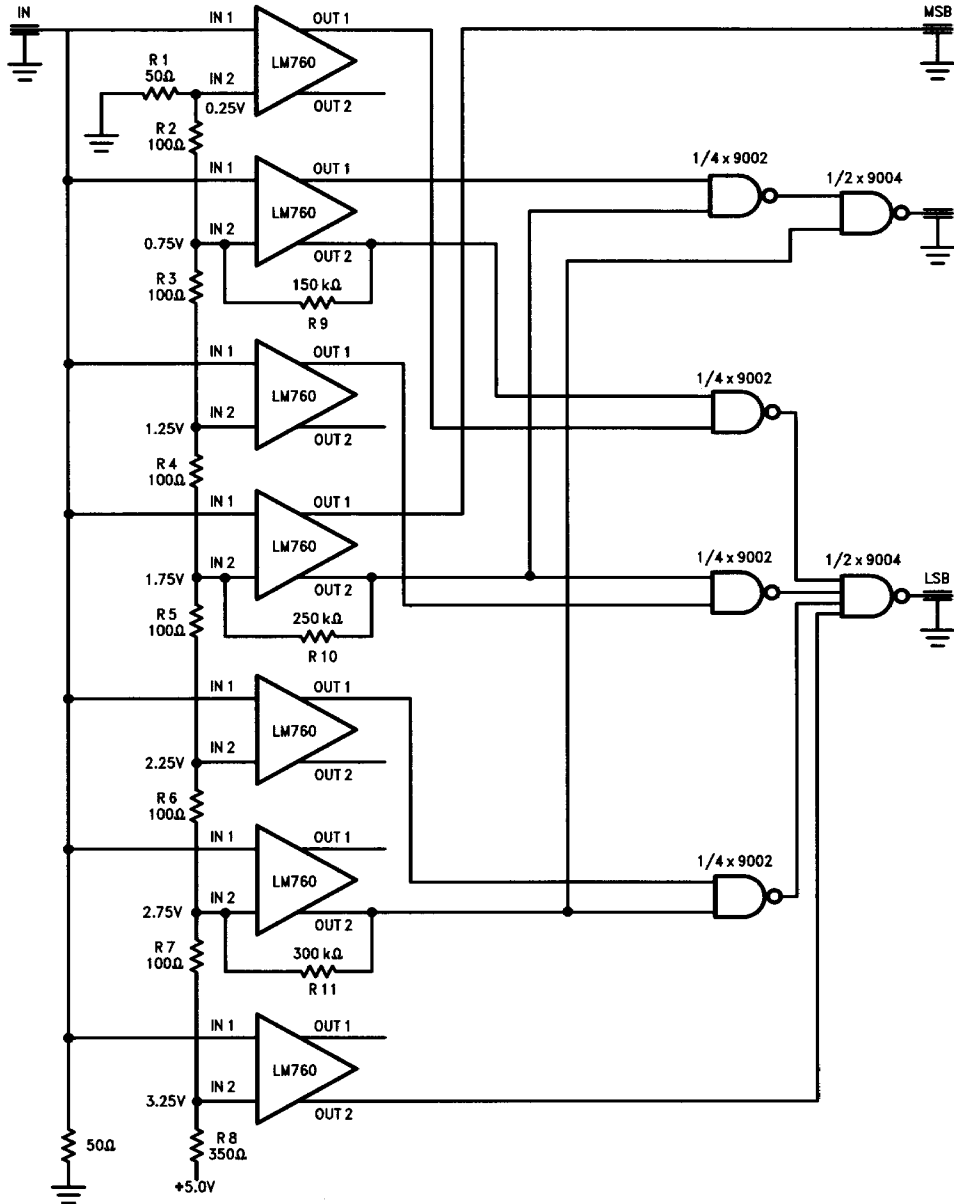 IN
IN 1
OUT 1
MSB
LM760
R 1
50Ω
IN 2
0.25V
OUT 2
R 2
100Ω
IN 1
OUT 1
1/4 x 9002
1/2 x 9004
LM760
IN 2
0.75V
OUT 2
R 3
100Ω
150 kΩ
R 9
IN 1
OUT 1
1/4 x 9002
LM760
IN 2
1.25V
OUT 2
R 4
100Ω
IN 1
OUT 1
LM760
1/4 x 9002
1/2 x 9004
IN 2
1.75V
OUT 2
LSB
R 5
100Ω
250 kΩ
R 10
IN 1
OUT 1
LM760
IN 2
2.25V
OUT 2
R 6
100Ω
IN 1
OUT 1
1/4 x 9002
LM760
IN 2
2.75V
OUT 2
R 7
100Ω
300 kΩ
R 11
IN 1
OUT 1
LM760
IN 2
3.25V
OUT 2
50Ω
R 8
350Ω
+5.0V